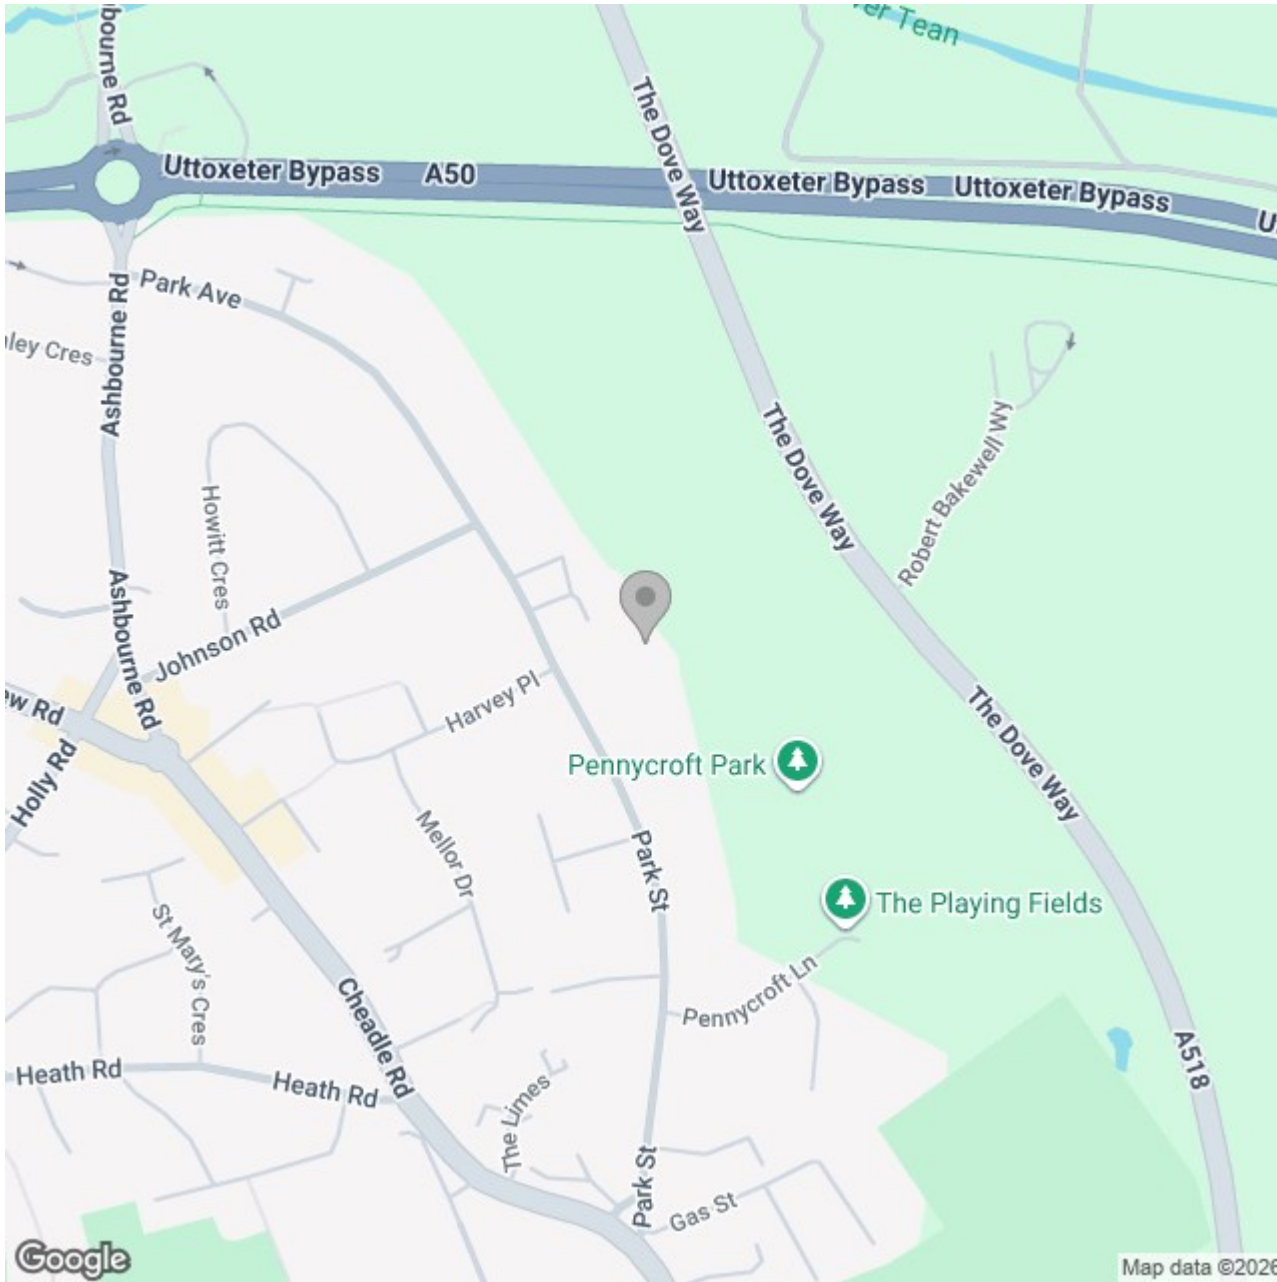 bourne Rd
er Tean
The Dove Way
Uttoxeter Bypass
A50
Uttoxeter Bypass
Uttoxeter Bypass
Park Ave
Ashbourne Rd
ley Cres
The Dove Way
Robert Bakewell Wy
Howitt Cres
Ashbourne Rd
Johnson Rd
Harvey Pl
ew Rd
Holly Rd
The Dove Way
Pennycroft Park
Mellor Dr
Park St
The Playing Fields
St Mary's Cres
Pennycroft Ln
Cheadle Rd
A518
Heath Rd
Heath Rd
The Limes
Park St
Gas St
Google
Map data ©2026